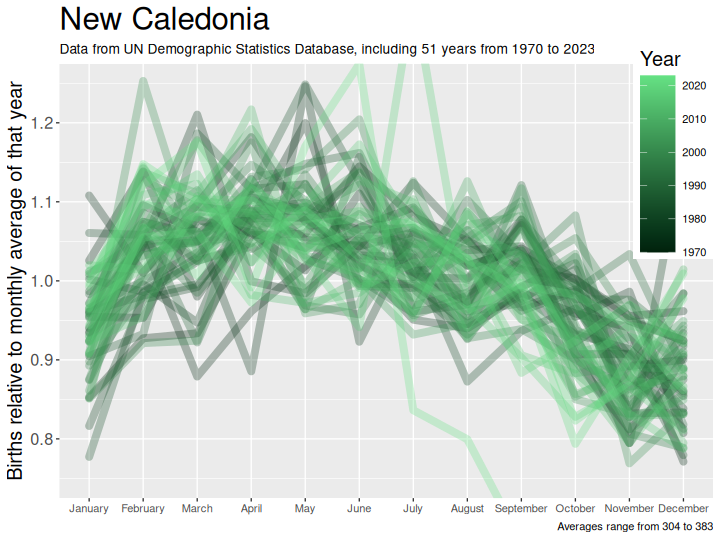 New Caledonia
Data from UN Demographic Statistics Database, including 51 years from 1970 to 2023
Year
2020
2010
2000
1990
1980
1970
Births relative to monthly average of that year
1.2
1.1
1.0
0.9
0.8
January February March April May June July August September October November December
Averages range from 304 to 383